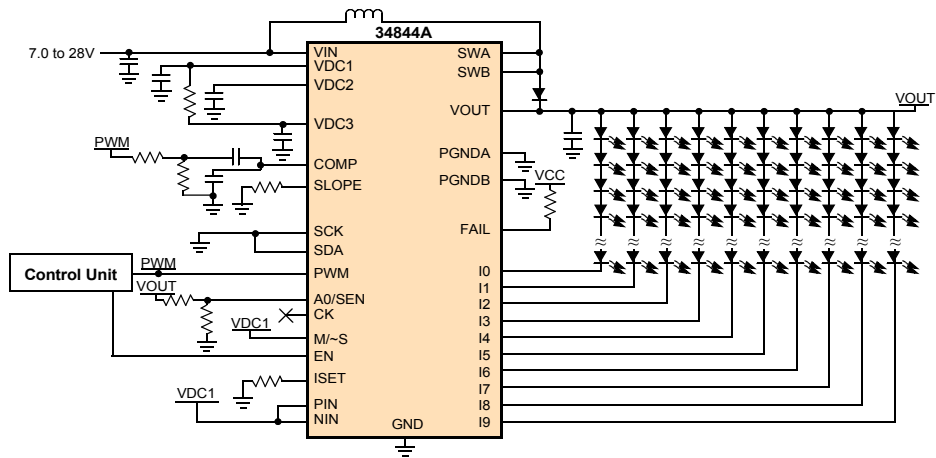 34844A
7.0 to 28V
VIN
VDC1
VDC2
VDC3
COMP
SLOPE
SCK
SDA
PWM
A0/SEN
CK
M/~S
EN
ISET
PIN
NIN
GND
SWA
SWB
VOUT
PGNDA
PGNDB
FAIL
I0
I1
I2
I3
I4
I5
I6
I7
I8
I9
PWM
Control Unit
PWM
VOUT
VDC1
VDC1
VCC
VOUT